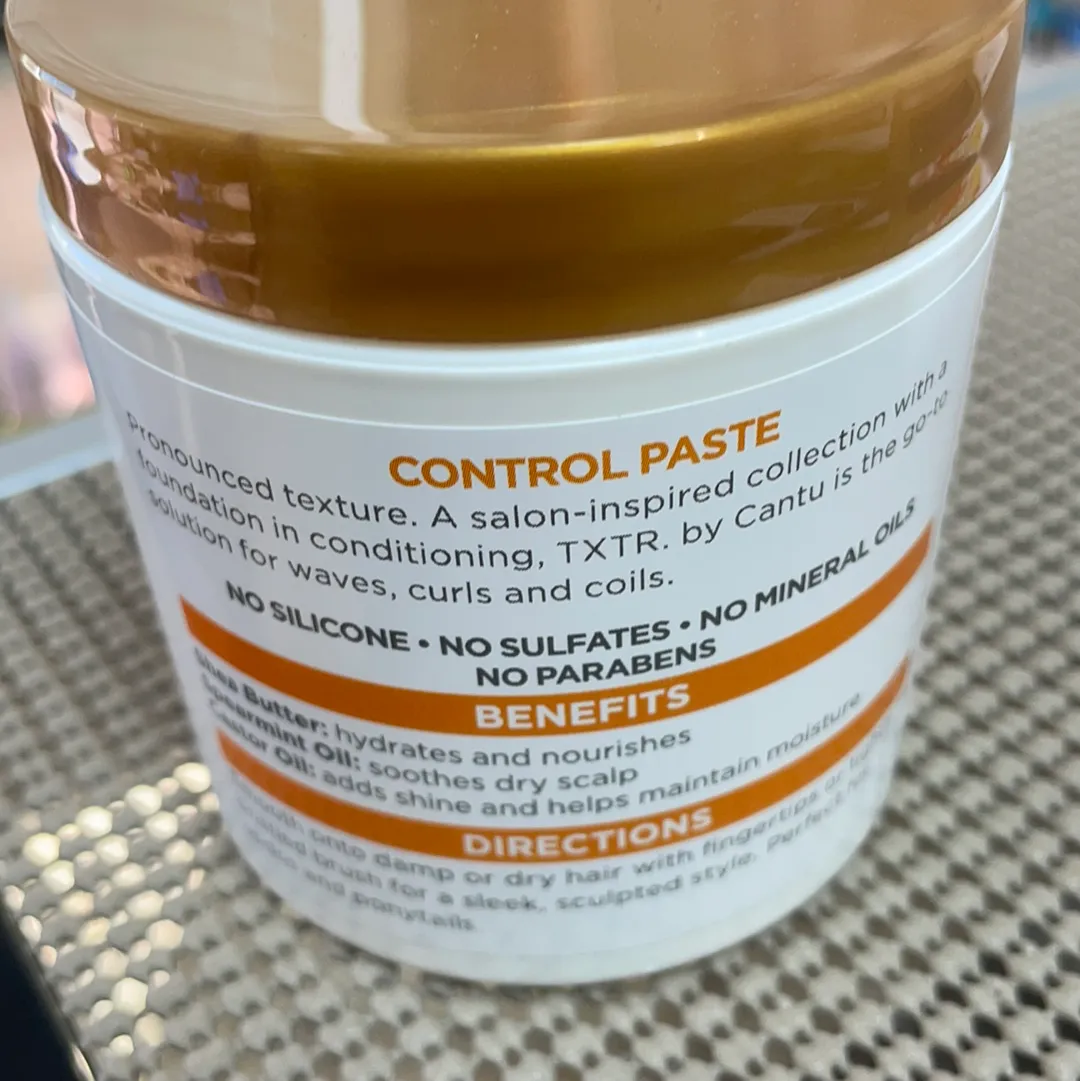 CONTROL PASTE
Pronounced texture. A salon-inspired collection with a
foundation in conditioning, TXTR. by Cantu is the go-to
solution for waves, curls and coils.
NO SILICONE • NO SULFATES • NO MINERAL OILS
NO PARABENS
BENEFITS
Shea Butter: hydrates and nourishes
Spearmint Oil: soothes dry scalp
Castor Oil: adds shine and helps maintain moisture
DIRECTIONS
onto damp or dry hair with fingertips or
brush for a sleek, sculpted style. Perfect for
and ponytails.